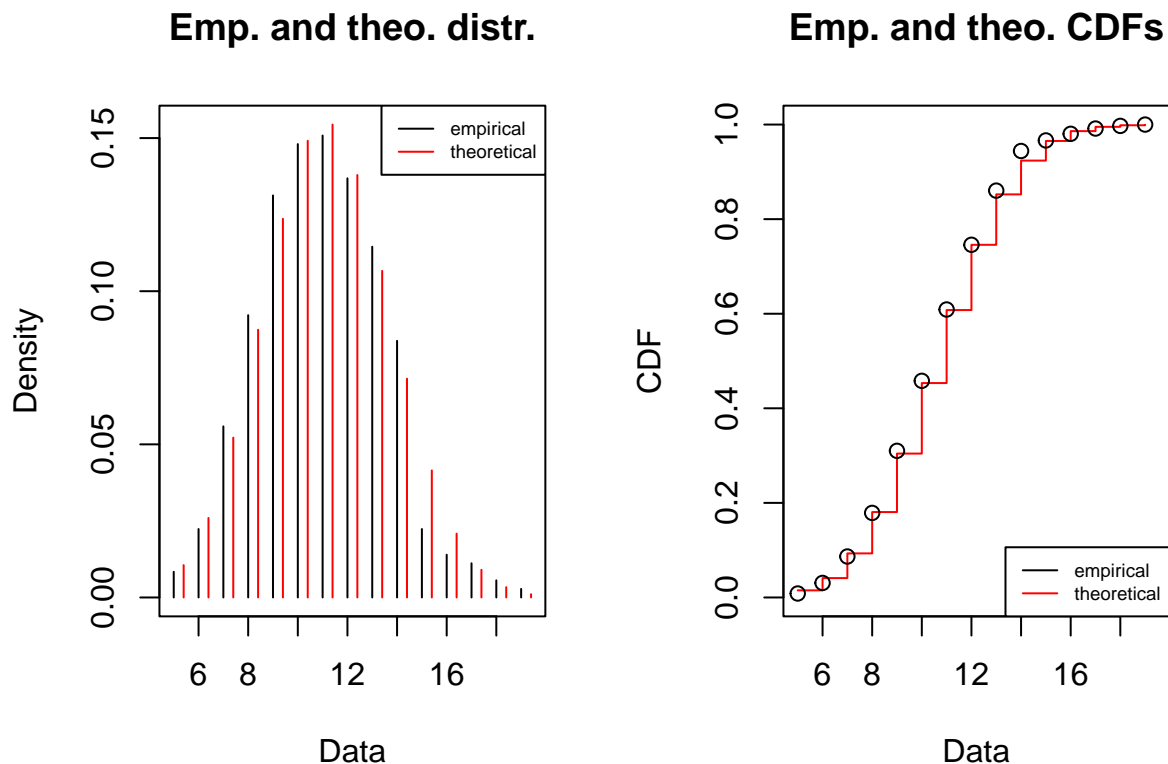 Emp. and theo. distr.
Density
0.00
0.05
0.10
0.15
empirical
theoretical
6 8 12 16
Data
Emp. and theo. CDFs
CDF
0.0
0.2
0.4
0.6
0.8
1.0
empirical
theoretical
6 8 12 16
Data